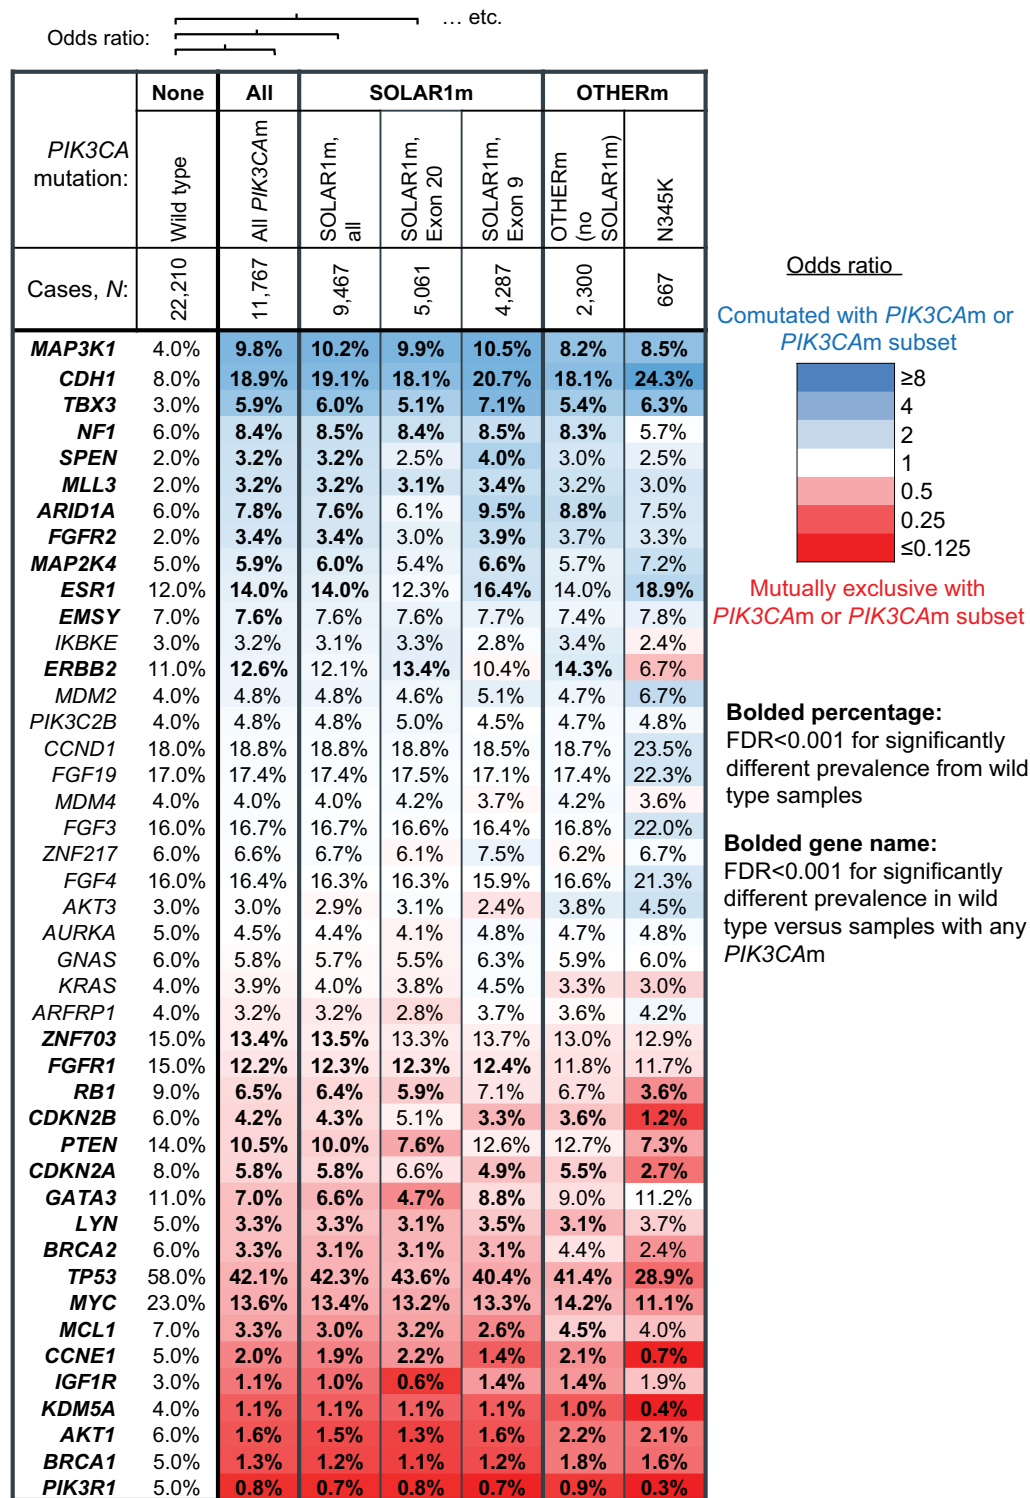 ... etc.
Odds ratio:
None All SOLAR1m OTHERm
PIK3CA mutation:
Wild type
All PIK3CAm
SOLAR1m, all
SOLAR1m, Exon 20
SOLAR1m, Exon 9
OTHERm (no SOLAR1m)
N345K
Cases, N: 22,210 11,767 9,467 5,061 4,287 2,300 667
MAP3K1 4.0% 9.8% 10.2% 9.9% 10.5% 8.2% 8.5%
CDH1 8.0% 18.9% 19.1% 18.1% 20.7% 18.1% 24.3%
TBX3 3.0% 5.9% 6.0% 5.1% 7.1% 5.4% 6.3%
NF1 6.0% 8.4% 8.5% 8.4% 8.5% 8.3% 5.7%
SPEN 2.0% 3.2% 3.2% 2.5% 4.0% 3.0% 2.5%
MLL3 2.0% 3.2% 3.2% 3.1% 3.4% 3.2% 3.0%
ARID1A 6.0% 7.8% 7.6% 6.1% 9.5% 8.8% 7.5%
FGFR2 2.0% 3.4% 3.4% 3.0% 3.9% 3.7% 3.3%
MAP2K4 5.0% 5.9% 6.0% 5.4% 6.6% 5.7% 7.2%
ESR1 12.0% 14.0% 14.0% 12.3% 16.4% 14.0% 18.9%
EMSY 7.0% 7.6% 7.6% 7.6% 7.7% 7.4% 7.8%
IKBKE 3.0% 3.2% 3.1% 3.3% 2.8% 3.4% 2.4%
ERBB2 11.0% 12.6% 12.1% 13.4% 10.4% 14.3% 6.7%
MDM2 4.0% 4.8% 4.8% 4.6% 5.1% 4.7% 6.7%
PIK3C2B 4.0% 4.8% 4.8% 5.0% 4.5% 4.7% 4.8%
CCND1 18.0% 18.8% 18.8% 18.8% 18.5% 18.7% 23.5%
FGF19 17.0% 17.4% 17.4% 17.5% 17.1% 17.4% 22.3%
MDM4 4.0% 4.0% 4.0% 4.2% 3.7% 4.2% 3.6%
FGF3 16.0% 16.7% 16.7% 16.6% 16.4% 16.8% 22.0%
ZNF217 6.0% 6.6% 6.7% 6.1% 7.5% 6.2% 6.7%
FGF4 16.0% 16.4% 16.3% 16.3% 15.9% 16.6% 21.3%
AKT3 3.0% 3.0% 2.9% 3.1% 2.4% 3.8% 4.5%
AURKA 5.0% 4.5% 4.4% 4.1% 4.8% 4.7% 4.8%
GNAS 6.0% 5.8% 5.7% 5.5% 6.3% 5.9% 6.0%
KRAS 4.0% 3.9% 4.0% 3.8% 4.5% 3.3% 3.0%
ARFRP1 4.0% 3.2% 3.2% 2.8% 3.7% 3.6% 4.2%
ZNF703 15.0% 13.4% 13.5% 13.3% 13.7% 13.0% 12.9%
FGFR1 15.0% 12.2% 12.3% 12.3% 12.4% 11.8% 11.7%
RB1 9.0% 6.5% 6.4% 5.9% 7.1% 6.7% 3.6%
CDKN2B 6.0% 4.2% 4.3% 5.1% 3.3% 3.6% 1.2%
PTEN 14.0% 10.5% 10.0% 7.6% 12.6% 12.7% 7.3%
CDKN2A 8.0% 5.8% 5.8% 6.6% 4.9% 5.5% 2.7%
GATA3 11.0% 7.0% 6.6% 4.7% 8.8% 9.0% 11.2%
LYN 5.0% 3.3% 3.3% 3.1% 3.5% 3.1% 3.7%
BRCA2 6.0% 3.3% 3.1% 3.1% 3.1% 4.4% 2.4%
TP53 58.0% 42.1% 42.3% 43.6% 40.4% 41.4% 28.9%
MYC 23.0% 13.6% 13.4% 13.2% 13.3% 14.2% 11.1%
MCL1 7.0% 3.3% 3.0% 3.2% 2.6% 4.5% 4.0%
CCNE1 5.0% 2.0% 1.9% 2.2% 1.4% 2.1% 0.7%
IGF1R 3.0% 1.1% 1.0% 0.6% 1.4% 1.4% 1.9%
KDM5A 4.0% 1.1% 1.1% 1.1% 1.1% 1.0% 0.4%
AKT1 6.0% 1.6% 1.5% 1.3% 1.6% 2.2% 2.1%
BRCA1 5.0% 1.3% 1.2% 1.1% 1.2% 1.8% 1.6%
PIK3R1 5.0% 0.8% 0.7% 0.8% 0.7% 0.9% 0.3%
Odds ratio
Comutated with PIK3CAm or
PIK3CAm subset
≥8
4
2
1
0.5
0.25
≤0.125
Mutually exclusive with
PIK3CAm or PIK3CAm subset
Bolded percentage:
FDR<0.001 for significantly
different prevalence from wild
type samples
Bolded gene name:
FDR<0.001 for significantly
different prevalence in wild
type versus samples with any
PIK3CAm